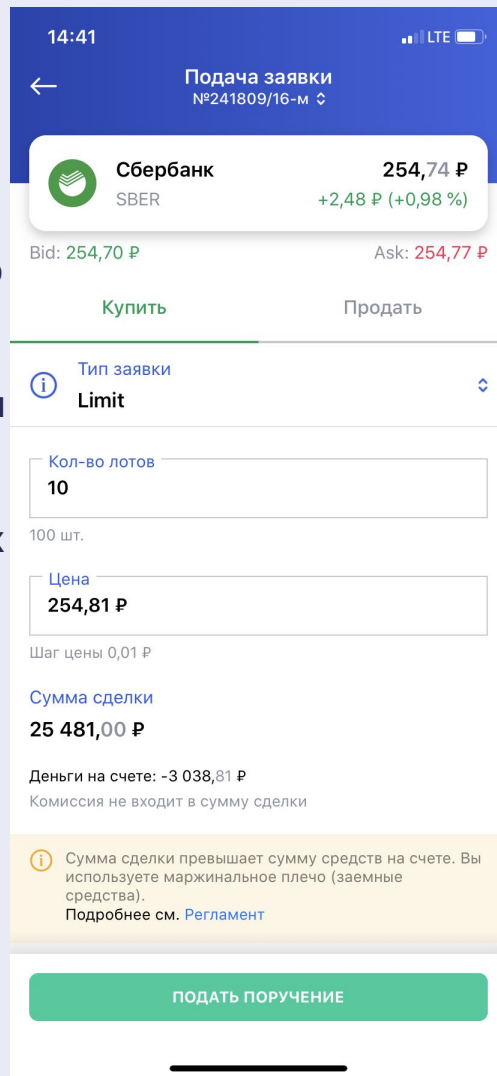 14:41
LTE
Подача заявки
№241809/16-м
Сбербанк
254,74 ₽
SBER
+2,48 ₽ (+0,98 %)
Bid: 254,70 ₽
Ask: 254,77 ₽
Купить
Продать
Тип заявки
Limit
Кол-во лотов
10
100 шт.
Цена
254,81 ₽
Шаг цены 0,01 ₽
Сумма сделки
25 481,00 ₽
Деньги на счете: -3 038,81 ₽
Комиссия не входит в сумму сделки
Сумма сделки превышает сумму средств на счете. Вы
используете маржинальное плечо (заемные
средства).
Подробнее см. Регламент
ПОДАТЬ ПОРУЧЕНИЕ